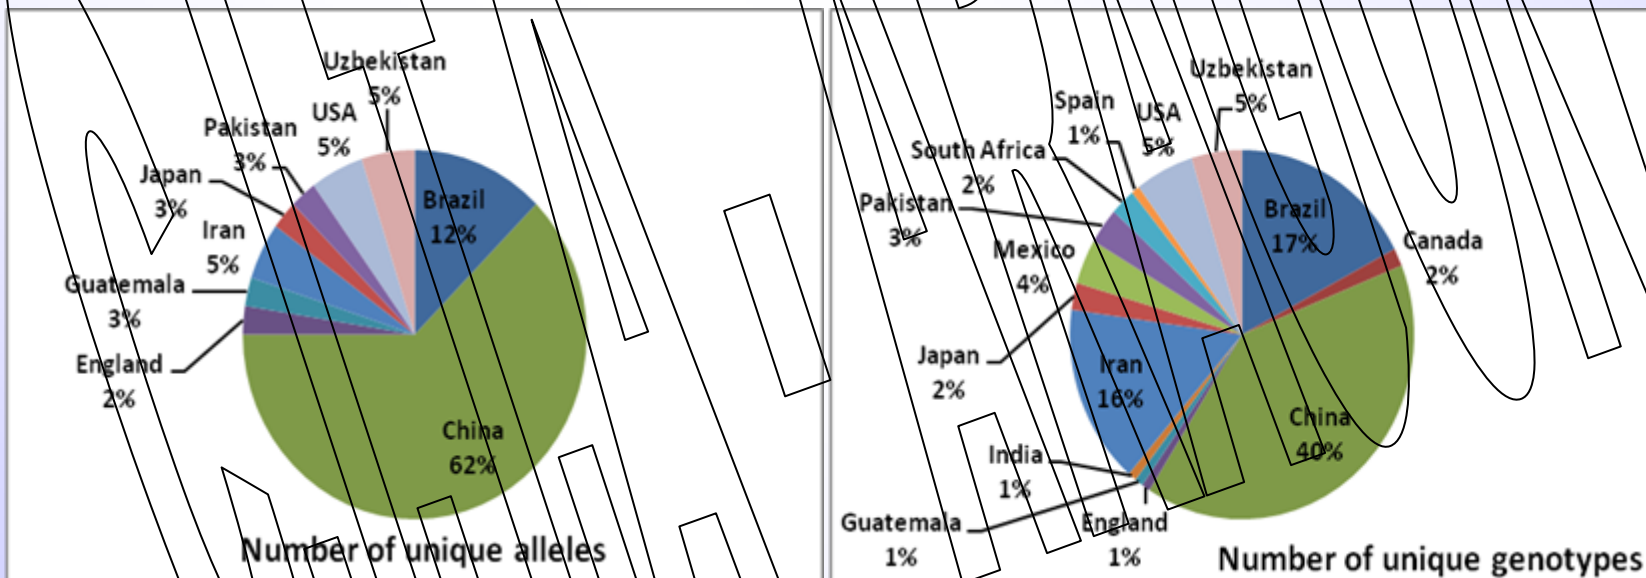 Uzbekistan
5%
USA
5%
Pakistan
3%
Japan
3%
Iran
5%
Guatemala
3%
England
2%
Brazil
12%
China
62%
Number of unique alleles
Uzbekistan
5%
Spain
1%
USA
5%
South Africa
2%
Pakistan
3%
Mexico
4%
Japan
2%
Iran
16%
India
1%
Guatemala
1%
England
1%
Brazil
17%
Canada
2%
China
40%
Number of unique genotypes